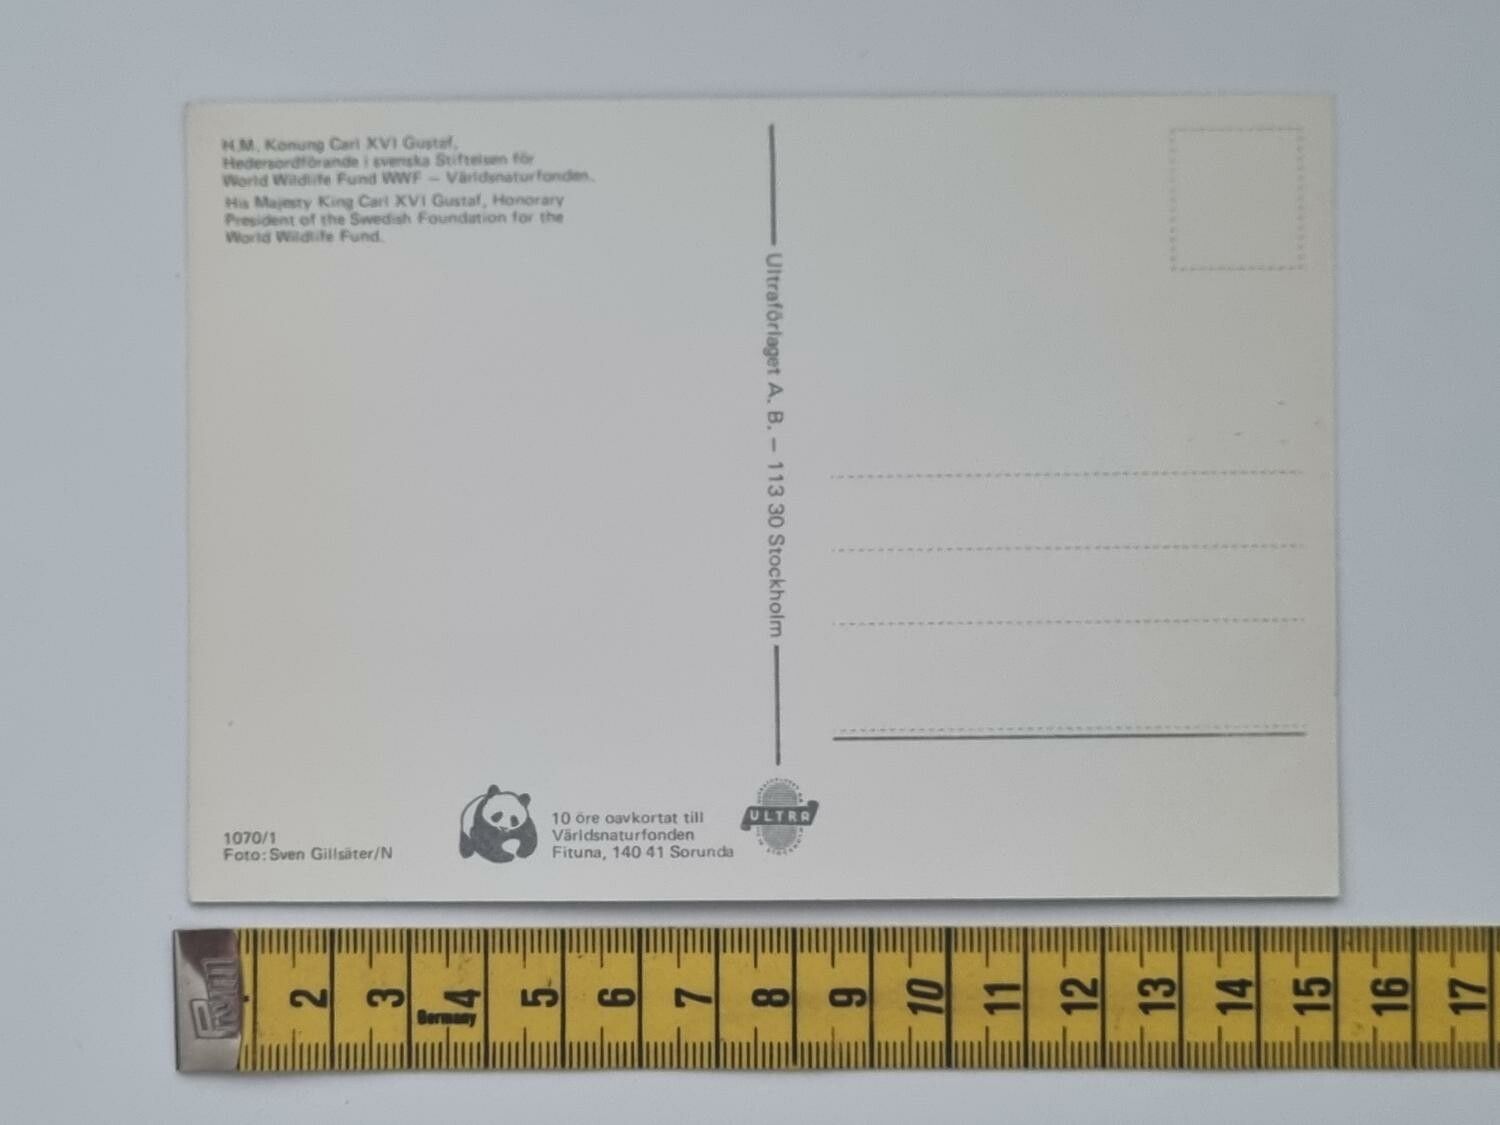 H.M. Konung Carl XVI Gustaf,
Hedersordförande i svenska Stiftelsen för
World Wildlife Fund WWF – Världsnaturfonden.
His Majesty King Carl XVI Gustaf, Honorary
President of the Swedish Foundation for the
World Wildlife Fund.
Ultraförlaget A. B. – 113 30 Stockholm
1070/1
Foto: Sven Gillsäter/N
10 öre oavkortat till
Världsnaturfonden
Fituna, 140 41 Sorunda
ULTRA
2 3 4 5 6 7 8 9 10 11 12 13 14 15 16 17
Germany